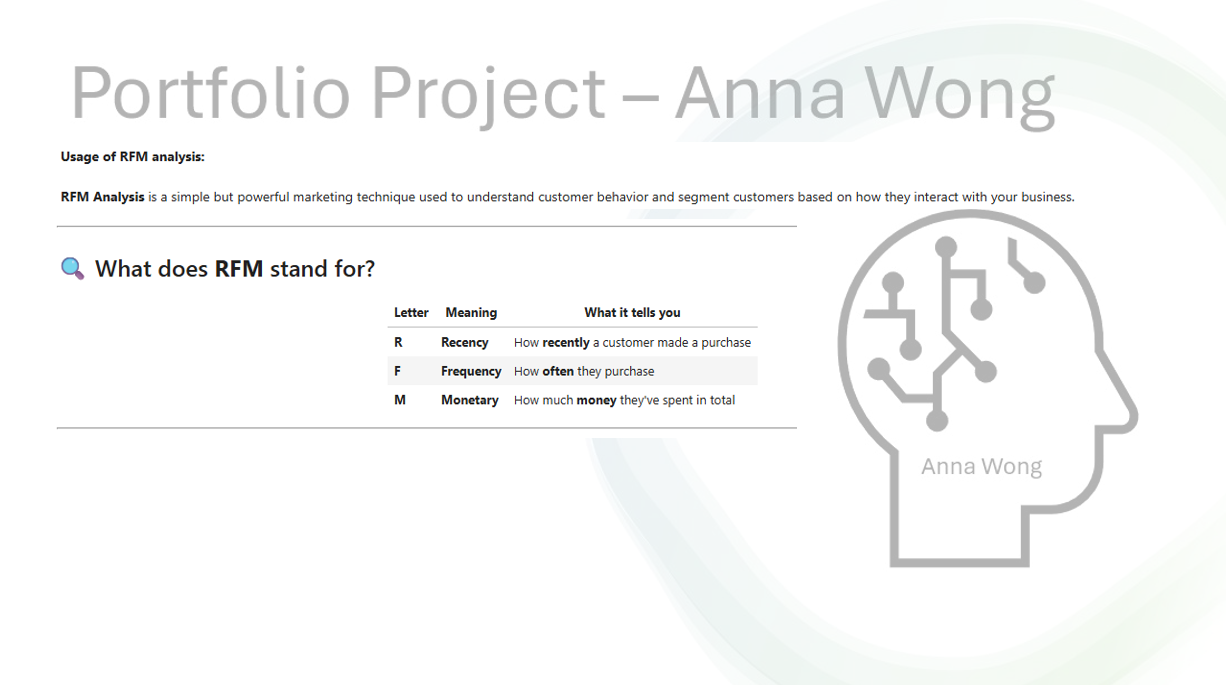 Portfolio Project – Anna Wong
Usage of RFM analysis:
RFM Analysis is a simple but powerful marketing technique used to understand customer behavior and segment customers based on how they interact with your business.
🔍 What does RFM stand for?
Letter Meaning What it tells you
R Recency How recently a customer made a purchase
F Frequency How often they purchase
M Monetary How much money they've spent in total
Anna Wong